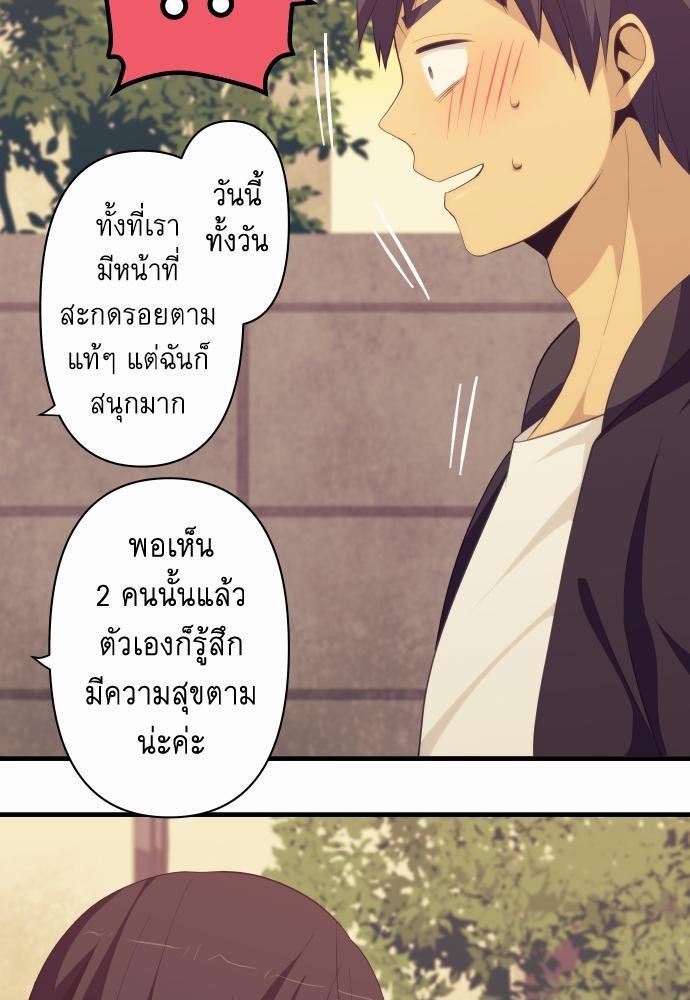 วันนี้
ทั้งวัน
ทั้งที่เรา
มีหน้าที่
สะกดรอยตาม
แท้ๆ แต่ฉันก็
สนุกมาก
พอเห็น
2 คนนั้นแล้ว
ตัวเองก็รู้สึก
มีความสุขตาม
น่ะค่ะ